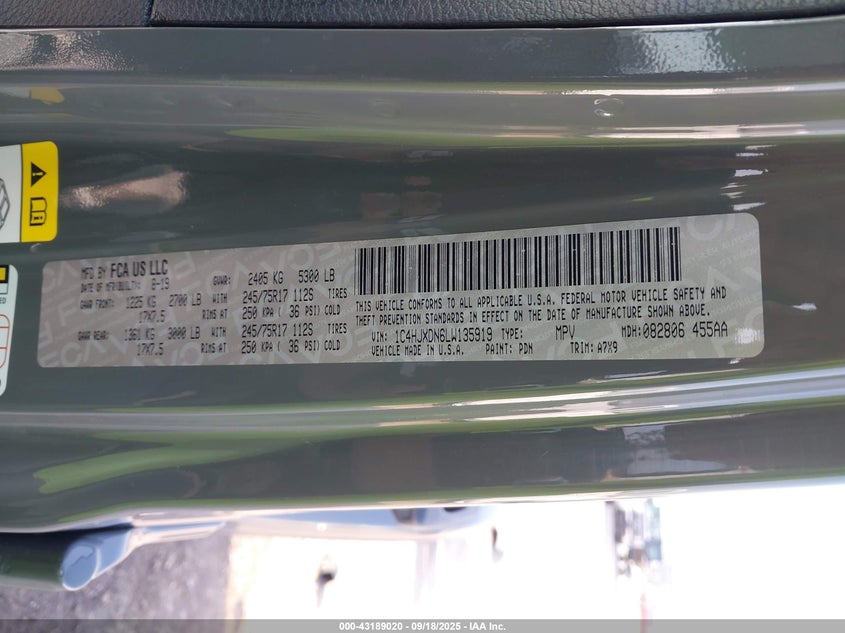 MFD BY FCA US LLC
DATE OF MFR/BUILT: 8-19 GVWR: 2405 KG 5300 LB
GAWR FRONT: 1225 KG 2700 LB WITH 245/75R17 112S TIRES
17X7.5 RIMS AT 250 KPA ( 36 PSI) COLD
GAWR REAR: 1361 KG 3000 LB WITH 245/75R17 112S TIRES
17X7.5 RIMS AT 250 KPA ( 36 PSI) COLD
THIS VEHICLE CONFORMS TO ALL APPLICABLE U.S.A. FEDERAL MOTOR VEHICLE SAFETY AND
THEFT PREVENTION STANDARDS IN EFFECT ON THE DATE OF MANUFACTURE SHOWN ABOVE.
VIN: 1C4HJXDN6LW135919 TYPE: MPV MDH: 082806 455AA
VEHICLE MADE IN U.S.A. PAINT: PDN TRIM: A7X9
000-43189020 - 09/18/2025 - IAA Inc.